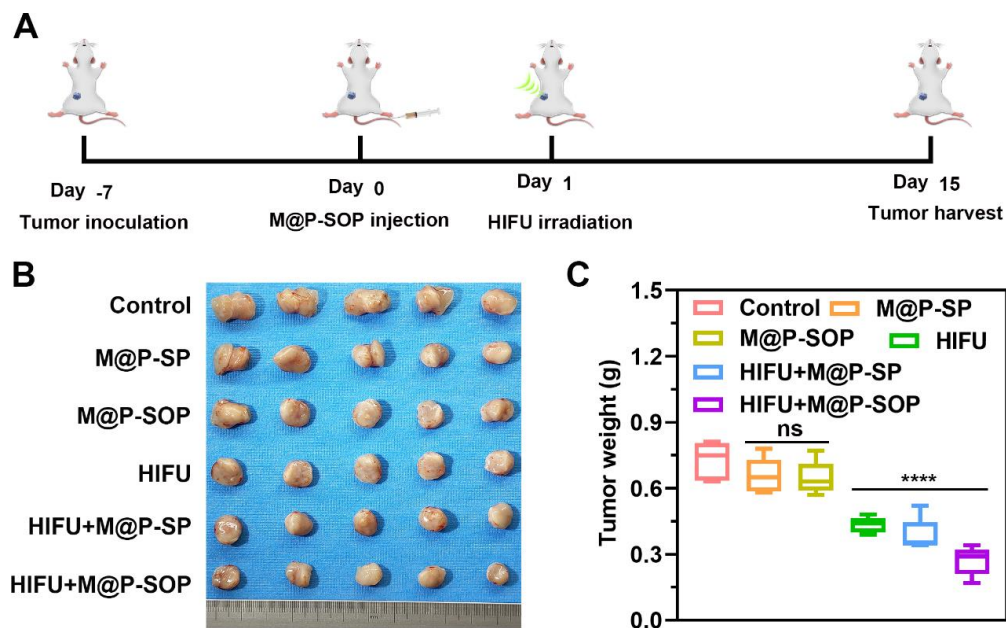 A
Day -7
Tumor inoculation
Day 0
M@P-SOP injection
Day 1
HIFU irradiation
Day 15
Tumor harvest
B
Control
M@P-SP
M@P-SOP
HIFU
HIFU+M@P-SP
HIFU+M@P-SOP
C
Tumor weight (g)
1.5
1.2
0.9
0.6
0.3
0.0
Control M@P-SP
M@P-SOP HIFU
HIFU+M@P-SP
HIFU+M@P-SOP
ns
****